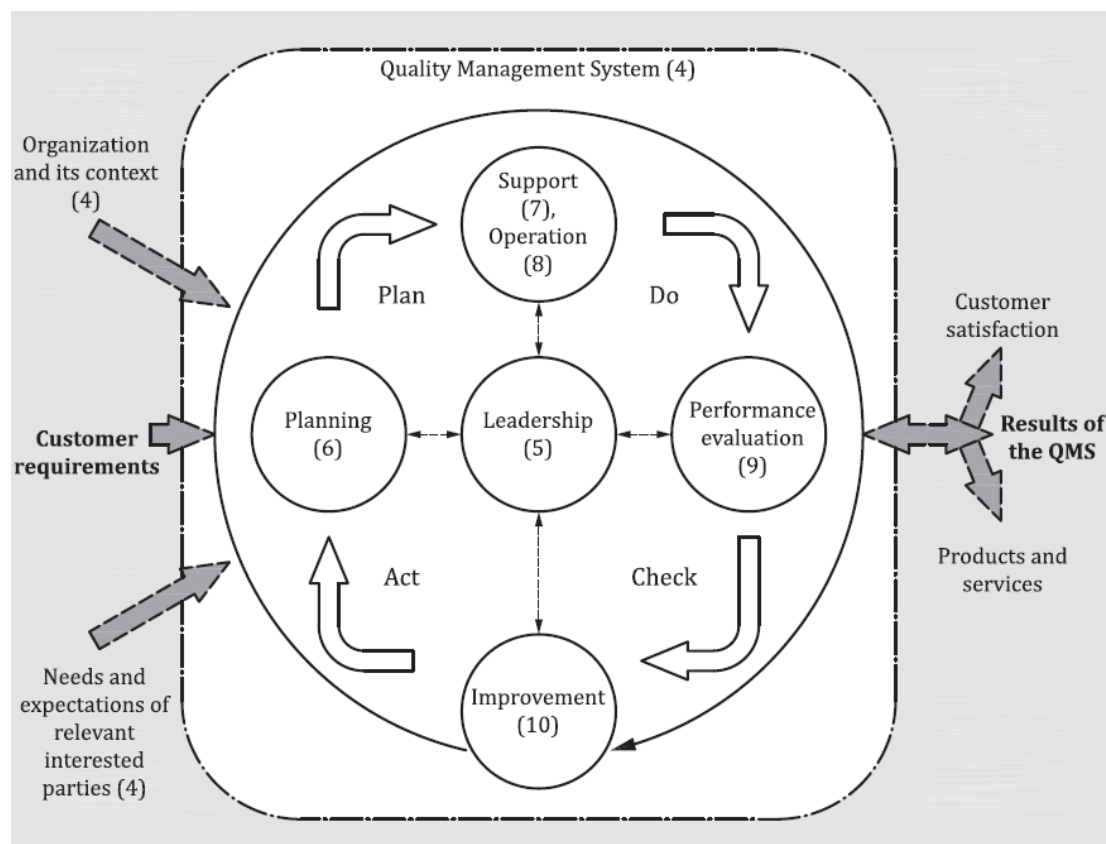 Quality Management System (4)
Organization
and its context
(4)
Support
(7),
Operation
(8)
Plan
Do
Customer
satisfaction
Planning
(6)
Leadership
(5)
Performance
evaluation
(9)
Customer
requirements
Results of
the QMS
Act
Check
Products and
services
Needs and
expectations of
relevant
interested
parties (4)
Improvement
(10)